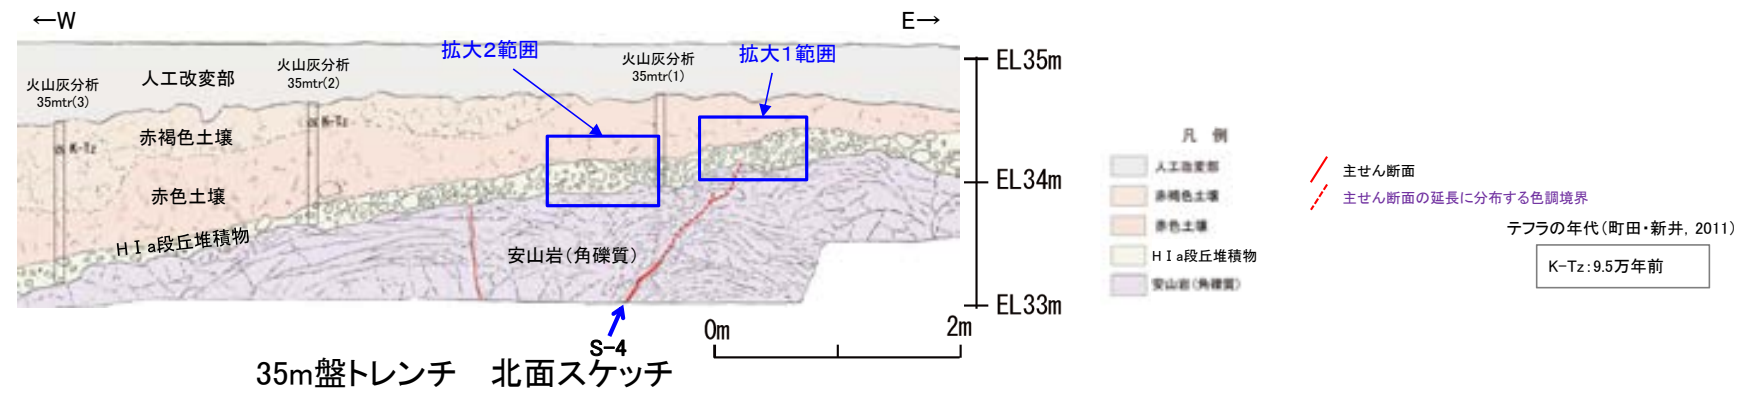 ←W
E→
拡大2範囲
拡大1範囲
火山灰分析
35mtr(3)
人工改変部
火山灰分析
35mtr(2)
火山灰分析
35mtr(1)
EL35m
K-Tz
K-Tz
赤褐色土壌
赤色土壌
HⅠa段丘堆積物
安山岩(角礫質)
EL34m
EL33m
S-4
0m
2m
35m盤トレンチ 北面スケッチ
凡 例
人工改変部
赤褐色土壌
赤色土壌
HⅠa段丘堆積物
安山岩(角礫質)
主せん断面
主せん断面の延長に分布する色調境界
テフラの年代(町田・新井, 2011)
K-Tz:9.5万年前